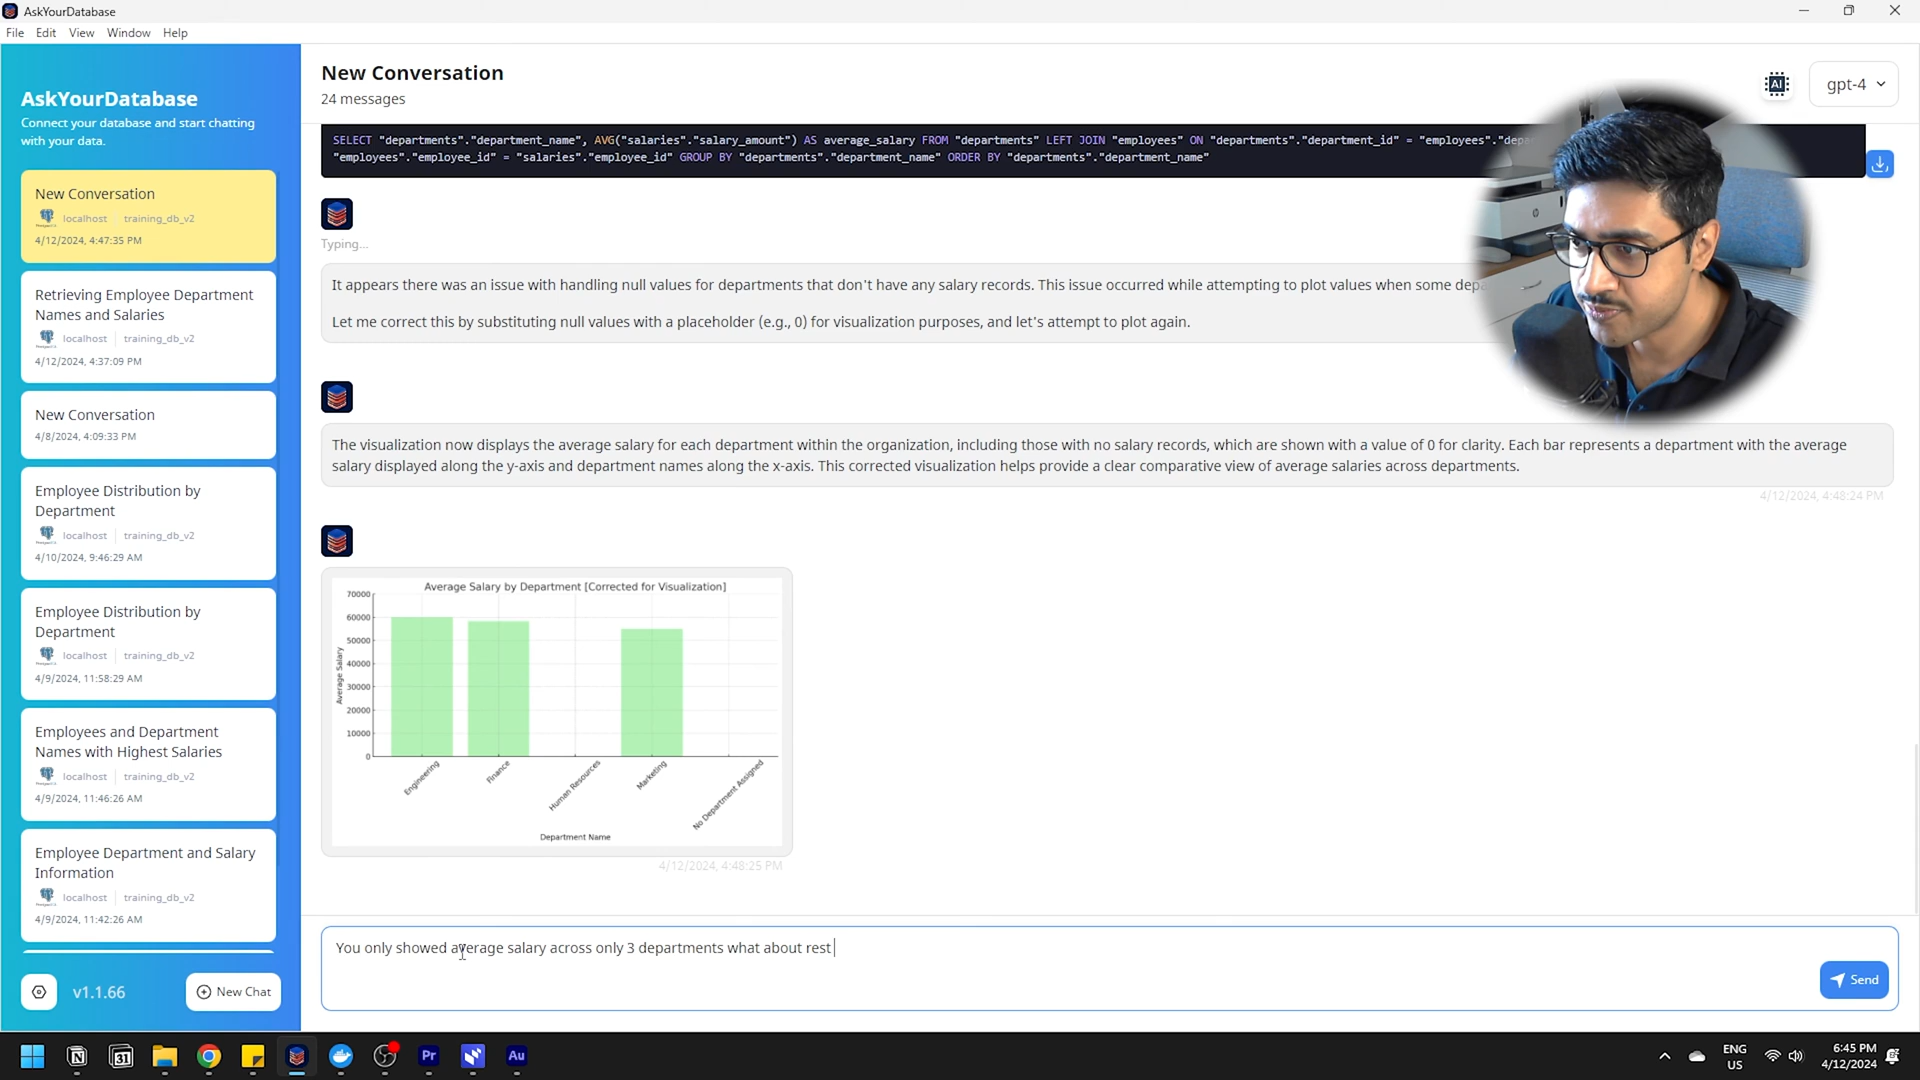 AskYourDatabase
File Edit View Window Help
AskYourDatabase
Connect your database and start chatting
with your data.
New Conversation
localhost training_db_v2
4/12/2024, 4:47:35 PM
Retrieving Employee Department
Names and Salaries
localhost training_db_v2
4/12/2024, 4:37:09 PM
New Conversation
4/8/2024, 4:09:33 PM
Employee Distribution by
Department
localhost training_db_v2
4/10/2024, 9:46:29 AM
Employee Distribution by
Department
localhost training_db_v2
4/9/2024, 11:58:29 AM
Employees and Department
Names with Highest Salaries
localhost training_db_v2
4/9/2024, 11:46:26 AM
Employee Department and Salary
Information
localhost training_db_v2
4/9/2024, 11:42:26 AM
v1.1.66
New Chat
New Conversation
24 messages
AI
gpt-4
SELECT "departments"."department_name", AVG("salaries"."salary_amount") AS average_salary FROM "departments" LEFT JOIN "employees" ON "departments"."department_id" = "employees"."dep
"employees"."employee_id" = "salaries"."employee_id" GROUP BY "departments"."department_name" ORDER BY "departments"."department_name"
Typing...
It appears there was an issue with handling null values for departments that don't have any salary records. This issue occurred while attempting to plot values when some dep
Let me correct this by substituting null values with a placeholder (e.g., 0) for visualization purposes, and let's attempt to plot again.
The visualization now displays the average salary for each department within the organization, including those with no salary records, which are shown with a value of 0 for clarity. Each bar represents a department with the average
salary displayed along the y-axis and department names along the x-axis. This corrected visualization helps provide a clear comparative view of average salaries across departments.
4/12/2024, 4:48:24 PM
Average Salary by Department [Corrected for Visualization]
70000
60000
50000
40000
30000
20000
10000
0
Average Salary
Engineering
Finance
Human Resources
Marketing
No Department Assigned
Department Name
4/12/2024, 4:48:25 PM
You only showed average salary across only 3 departments what about rest
Send
31
Pr
Au
ENG
US
6:45 PM
4/12/2024